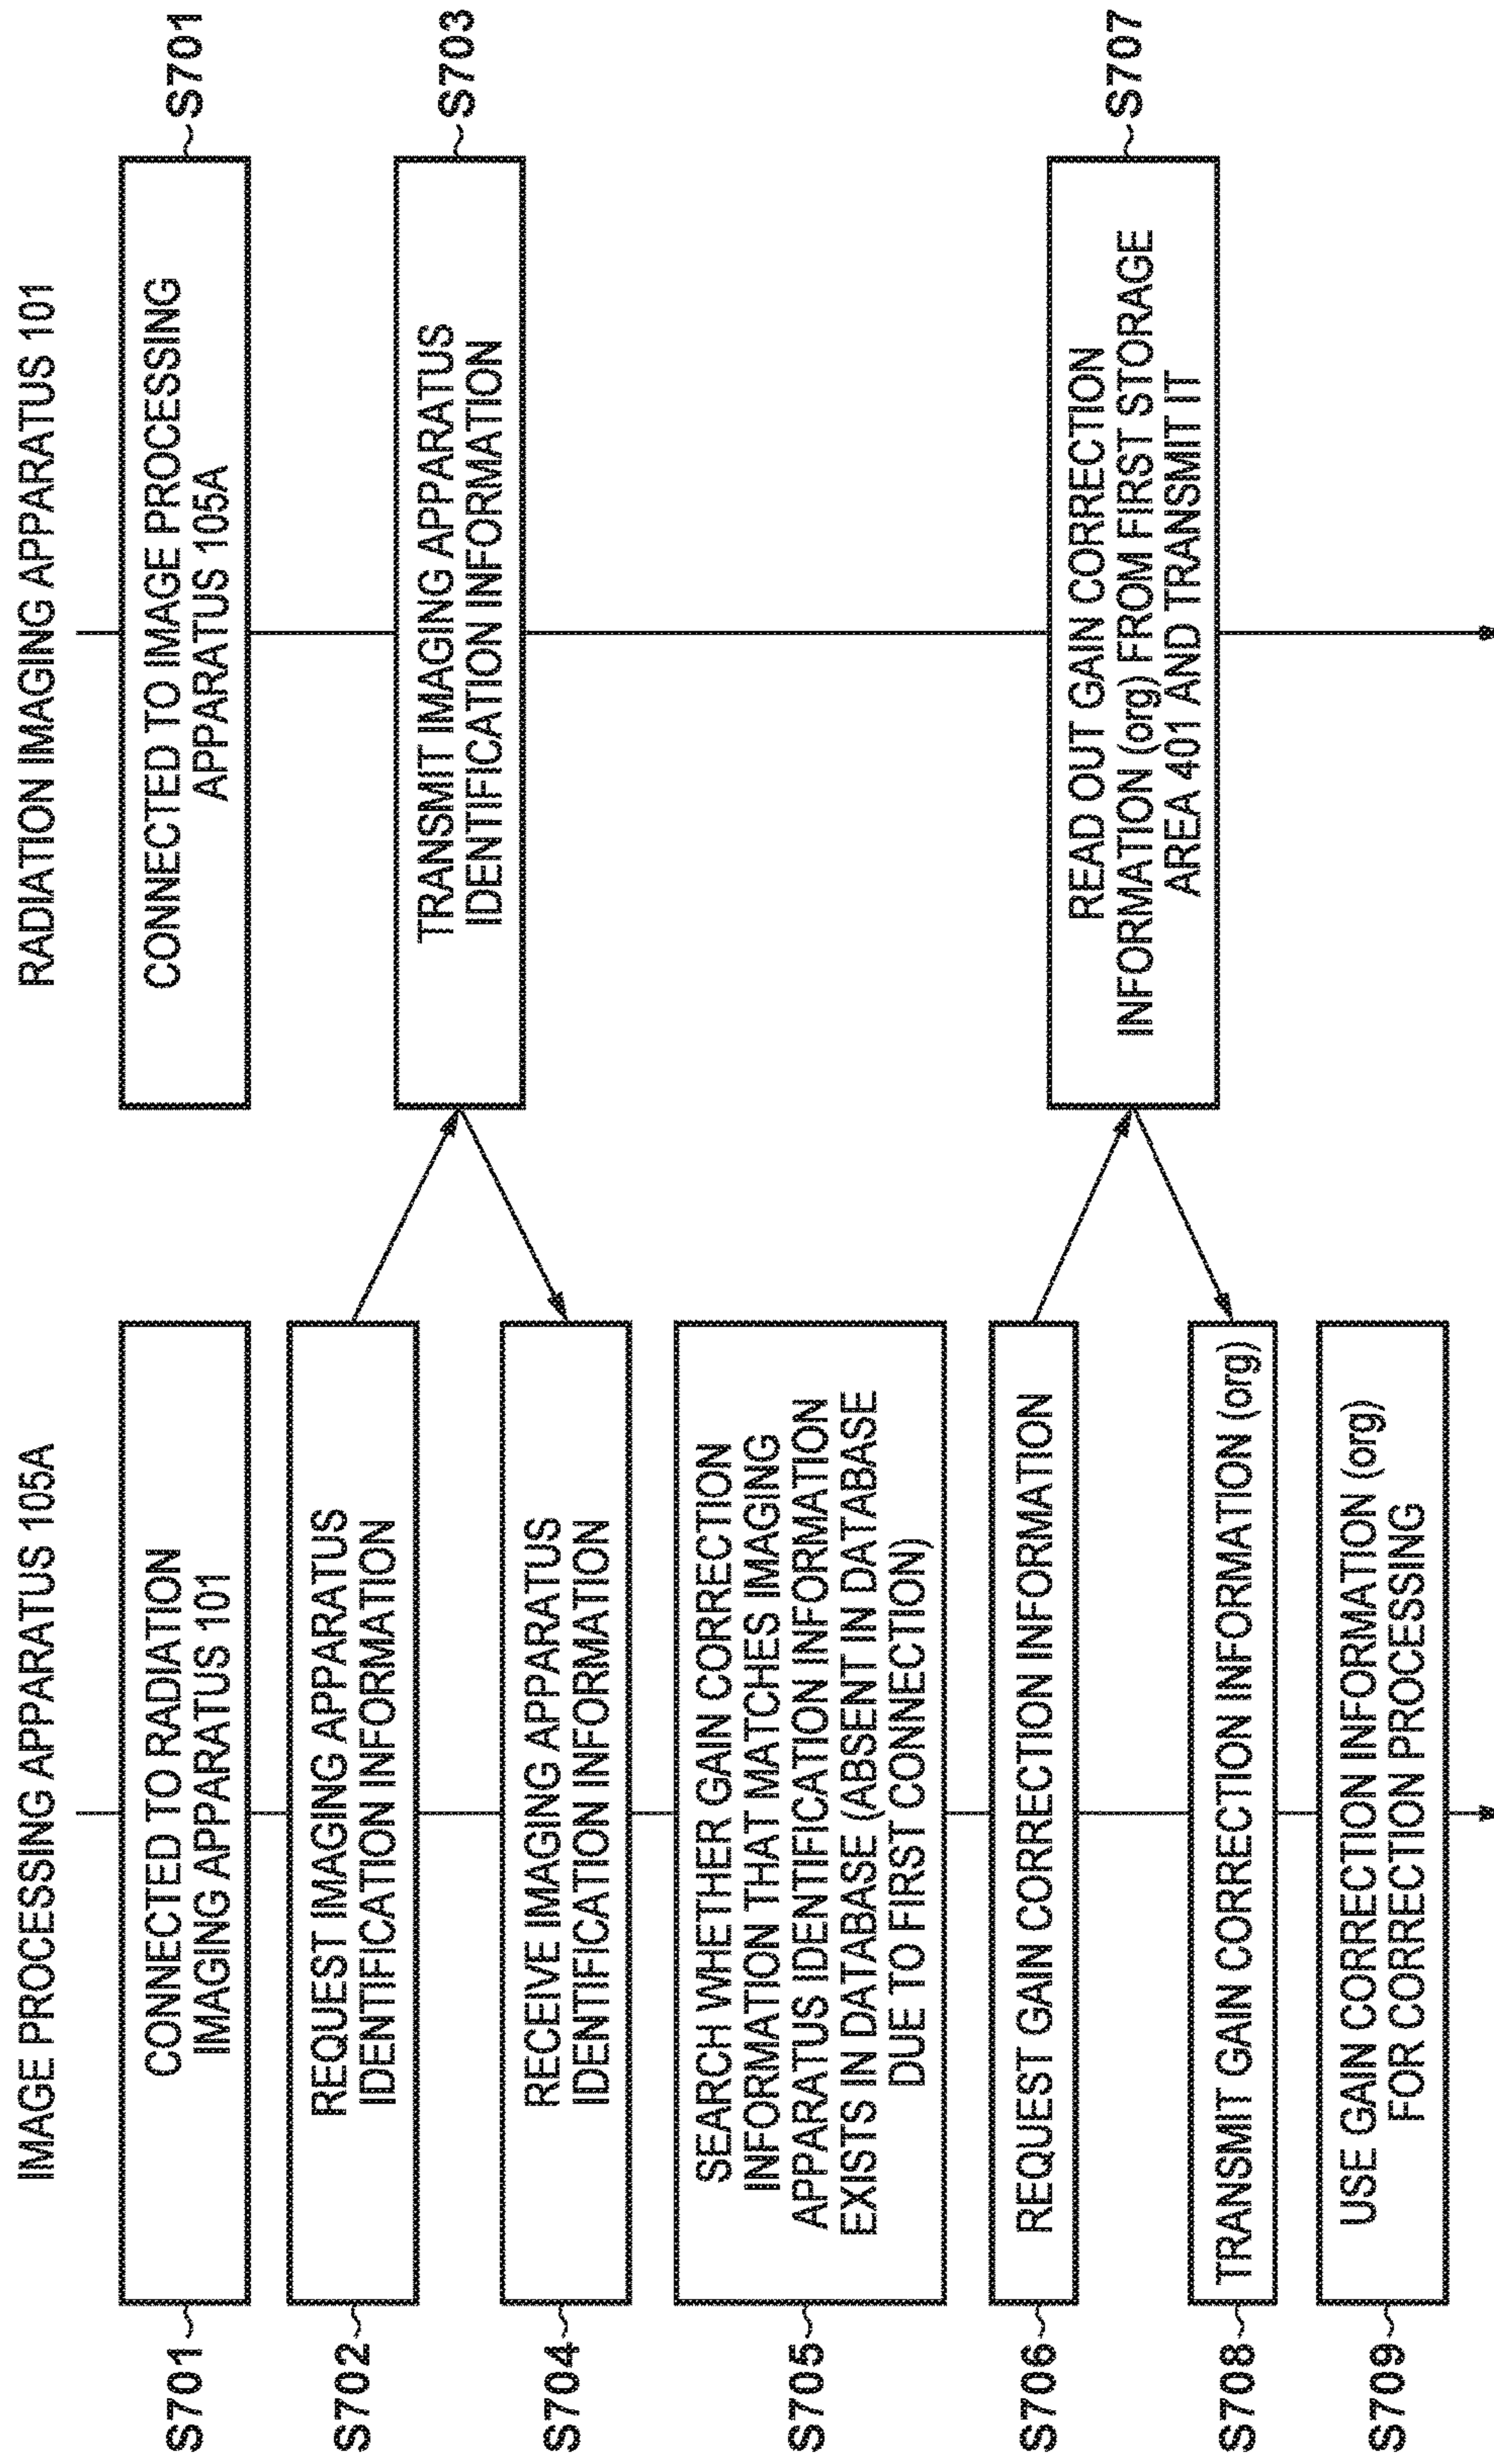 IMAGE PROCESSING APPARATUS 105A
RADIATION IMAGING APPARATUS 101
S701
CONNECTED TO RADIATION
IMAGING APPARATUS 101
CONNECTED TO IMAGE PROCESSING
APPARATUS 105A
S701
S702
REQUEST IMAGING APPARATUS
IDENTIFICATION INFORMATION
TRANSMIT IMAGING APPARATUS
IDENTIFICATION INFORMATION
S703
S704
RECEIVE IMAGING APPARATUS
IDENTIFICATION INFORMATION
S705
SEARCH WHETHER GAIN CORRECTION
INFORMATION THAT MATCHES IMAGING
APPARATUS IDENTIFICATION INFORMATION
EXISTS IN DATABASE (ABSENT IN DATABASE
DUE TO FIRST CONNECTION)
S706
REQUEST GAIN CORRECTION INFORMATION
READ OUT GAIN CORRECTION
INFORMATION (org) FROM FIRST STORAGE
AREA 401 AND TRANSMIT IT
S707
S708
TRANSMIT GAIN CORRECTION INFORMATION (org)
S709
USE GAIN CORRECTION INFORMATION (org)
FOR CORRECTION PROCESSING